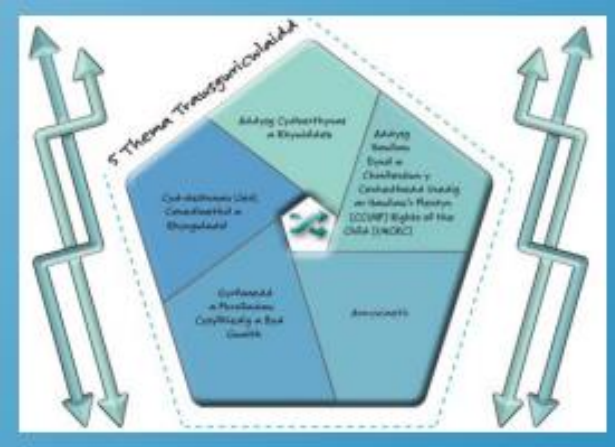 5 Thema Trawsgwricwlaidd
Addysg Cydberthynas
a Rhywioldeb
Addysg
Hawliau
Dynol a
Chonfensiwn y
Cenhedloedd Unedig
ar Hawliau'r Plentyn
[CCUHP] Rights of the
Child [UNCRC]
Cyd-destunau Lleol,
Cenedlaethol a
Rhyngwladol
Gyrfaoedd
a Phrofiadau
Cysylltiedig a Byd
Gwaith
Amrywiaeth